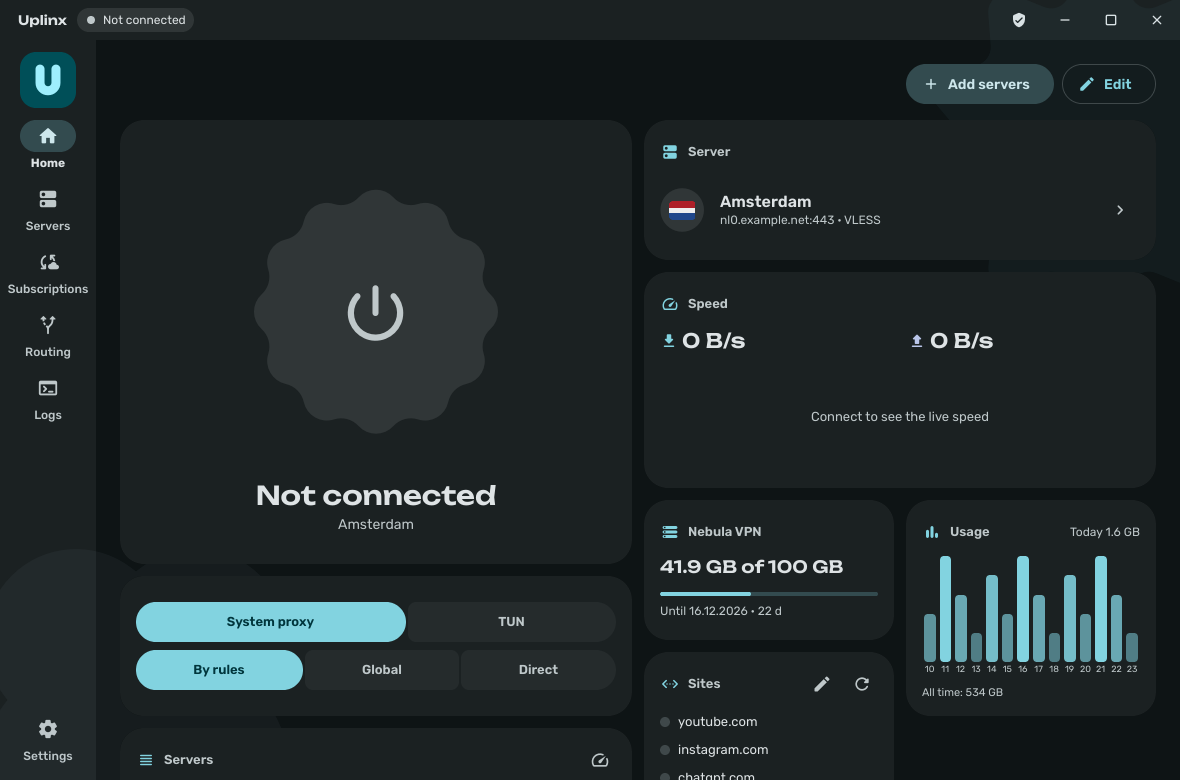 Uplinx
Not connected
U
Add servers
Edit
Home
Servers
Subscriptions
Routing
Logs
Settings
Not connected
Amsterdam
System proxy
TUN
By rules
Global
Direct
Servers
Server
Amsterdam
nl0.example.net:443 • VLESS
Speed
0 B/s
0 B/s
Connect to see the live speed
Nebula VPN
41.9 GB of 100 GB
Until 16.12.2026 • 22 d
Usage
Today 1.6 GB
10 11 12 13 14 15 16 17 18 19 20 21 22 23
All time: 534 GB
Sites
youtube.com
instagram.com
chatgpt.com